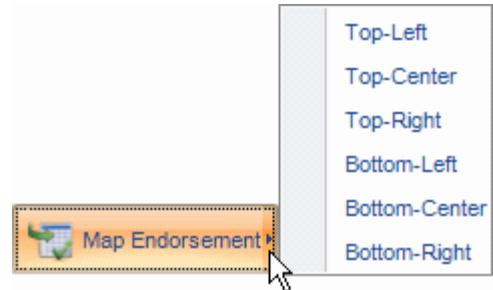 Top-Left
Top-Center
Top-Right
Bottom-Left
Bottom-Center
Map Endorsement
Bottom-Right